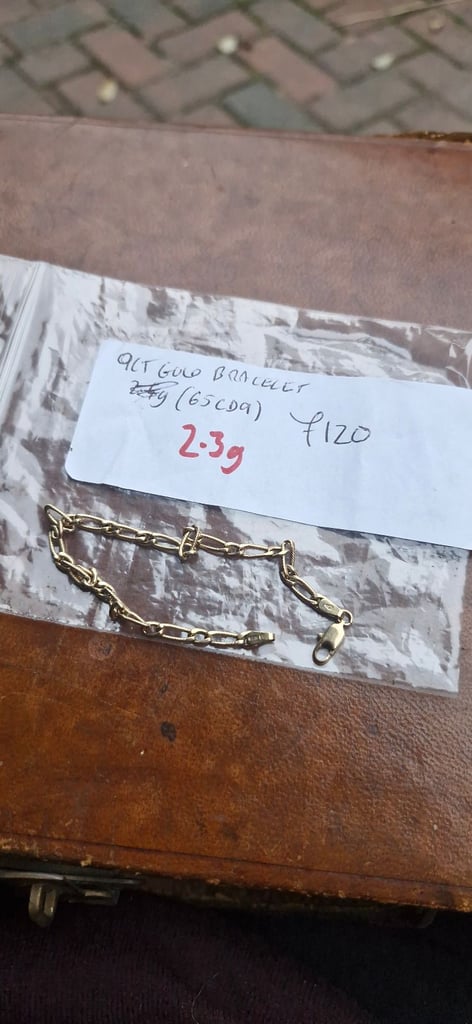 9CT GOLD BRACELET
(65CD9) £120
2.3g